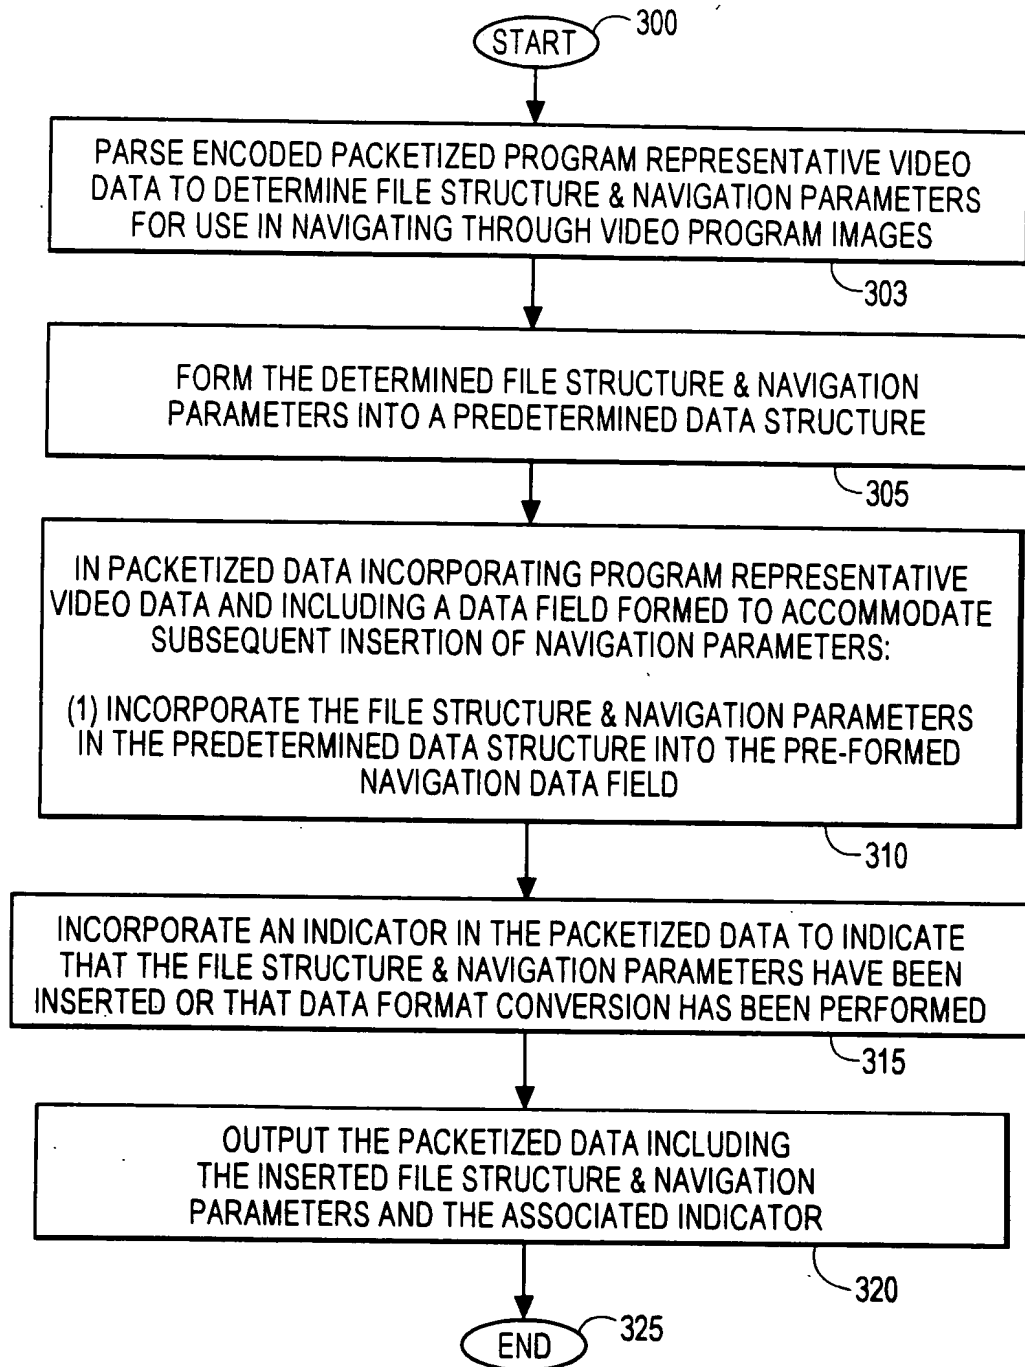 START
300
PARSE ENCODED PACKETIZED PROGRAM REPRESENTATIVE VIDEO
DATA TO DETERMINE FILE STRUCTURE & NAVIGATION PARAMETERS
FOR USE IN NAVIGATING THROUGH VIDEO PROGRAM IMAGES
303
FORM THE DETERMINED FILE STRUCTURE & NAVIGATION
PARAMETERS INTO A PREDETERMINED DATA STRUCTURE
305
IN PACKETIZED DATA INCORPORATING PROGRAM REPRESENTATIVE
VIDEO DATA AND INCLUDING A DATA FIELD FORMED TO ACCOMMODATE
SUBSEQUENT INSERTION OF NAVIGATION PARAMETERS:
(1) INCORPORATE THE FILE STRUCTURE & NAVIGATION PARAMETERS
IN THE PREDETERMINED DATA STRUCTURE INTO THE PRE-FORMED
NAVIGATION DATA FIELD
310
INCORPORATE AN INDICATOR IN THE PACKETIZED DATA TO INDICATE
THAT THE FILE STRUCTURE & NAVIGATION PARAMETERS HAVE BEEN
INSERTED OR THAT DATA FORMAT CONVERSION HAS BEEN PERFORMED
315
OUTPUT THE PACKETIZED DATA INCLUDING
THE INSERTED FILE STRUCTURE & NAVIGATION
PARAMETERS AND THE ASSOCIATED INDICATOR
320
END
325